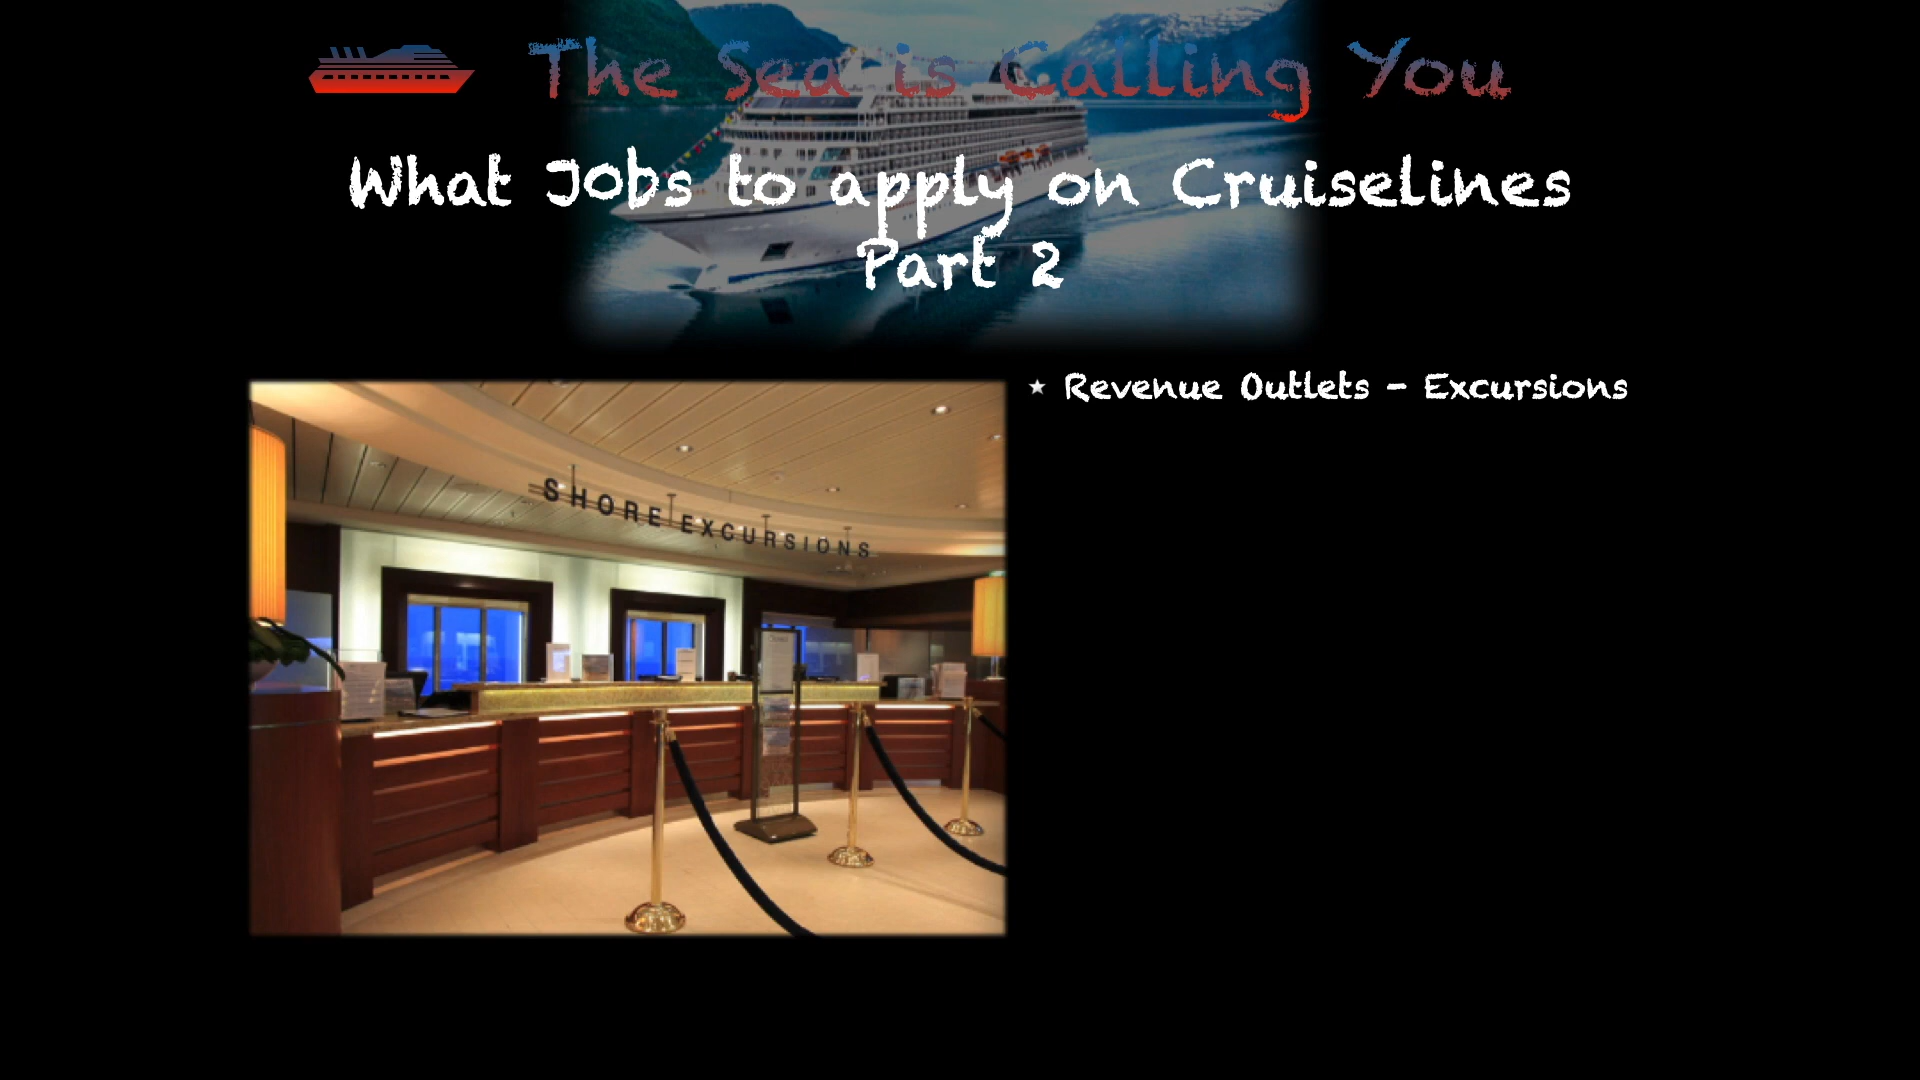 The Sea is Calling You
What Jobs to apply on Cruiselines
Part 2
★ Revenue Outlets - Excursions
SHORE EXCURSIONS